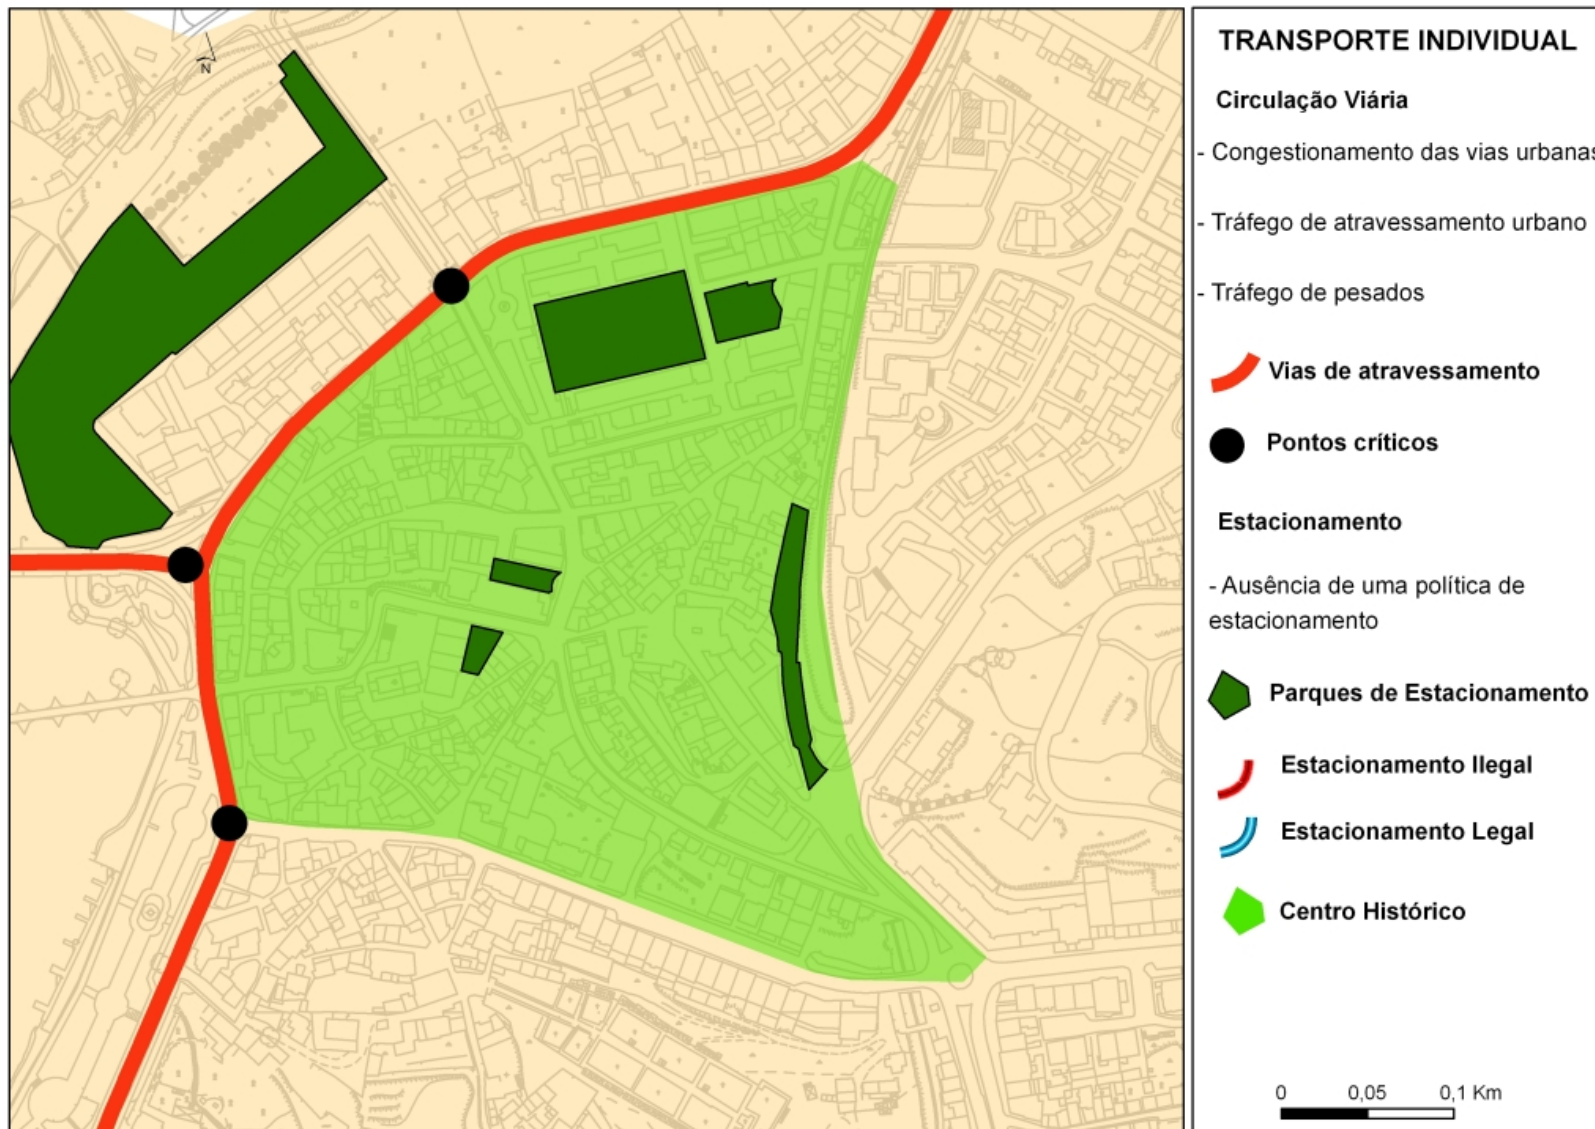 N
TRANSPORTE INDIVIDUAL
Circulação Viária
- Congestionamento das vias urbanas
- Tráfego de atravessamento urbano
- Tráfego de pesados
Vias de atravessamento
Pontos críticos
Estacionamento
- Ausência de uma política de
estacionamento
Parques de Estacionamento
Estacionamento Ilegal
Estacionamento Legal
Centro Histórico
0 0,05 0,1 Km